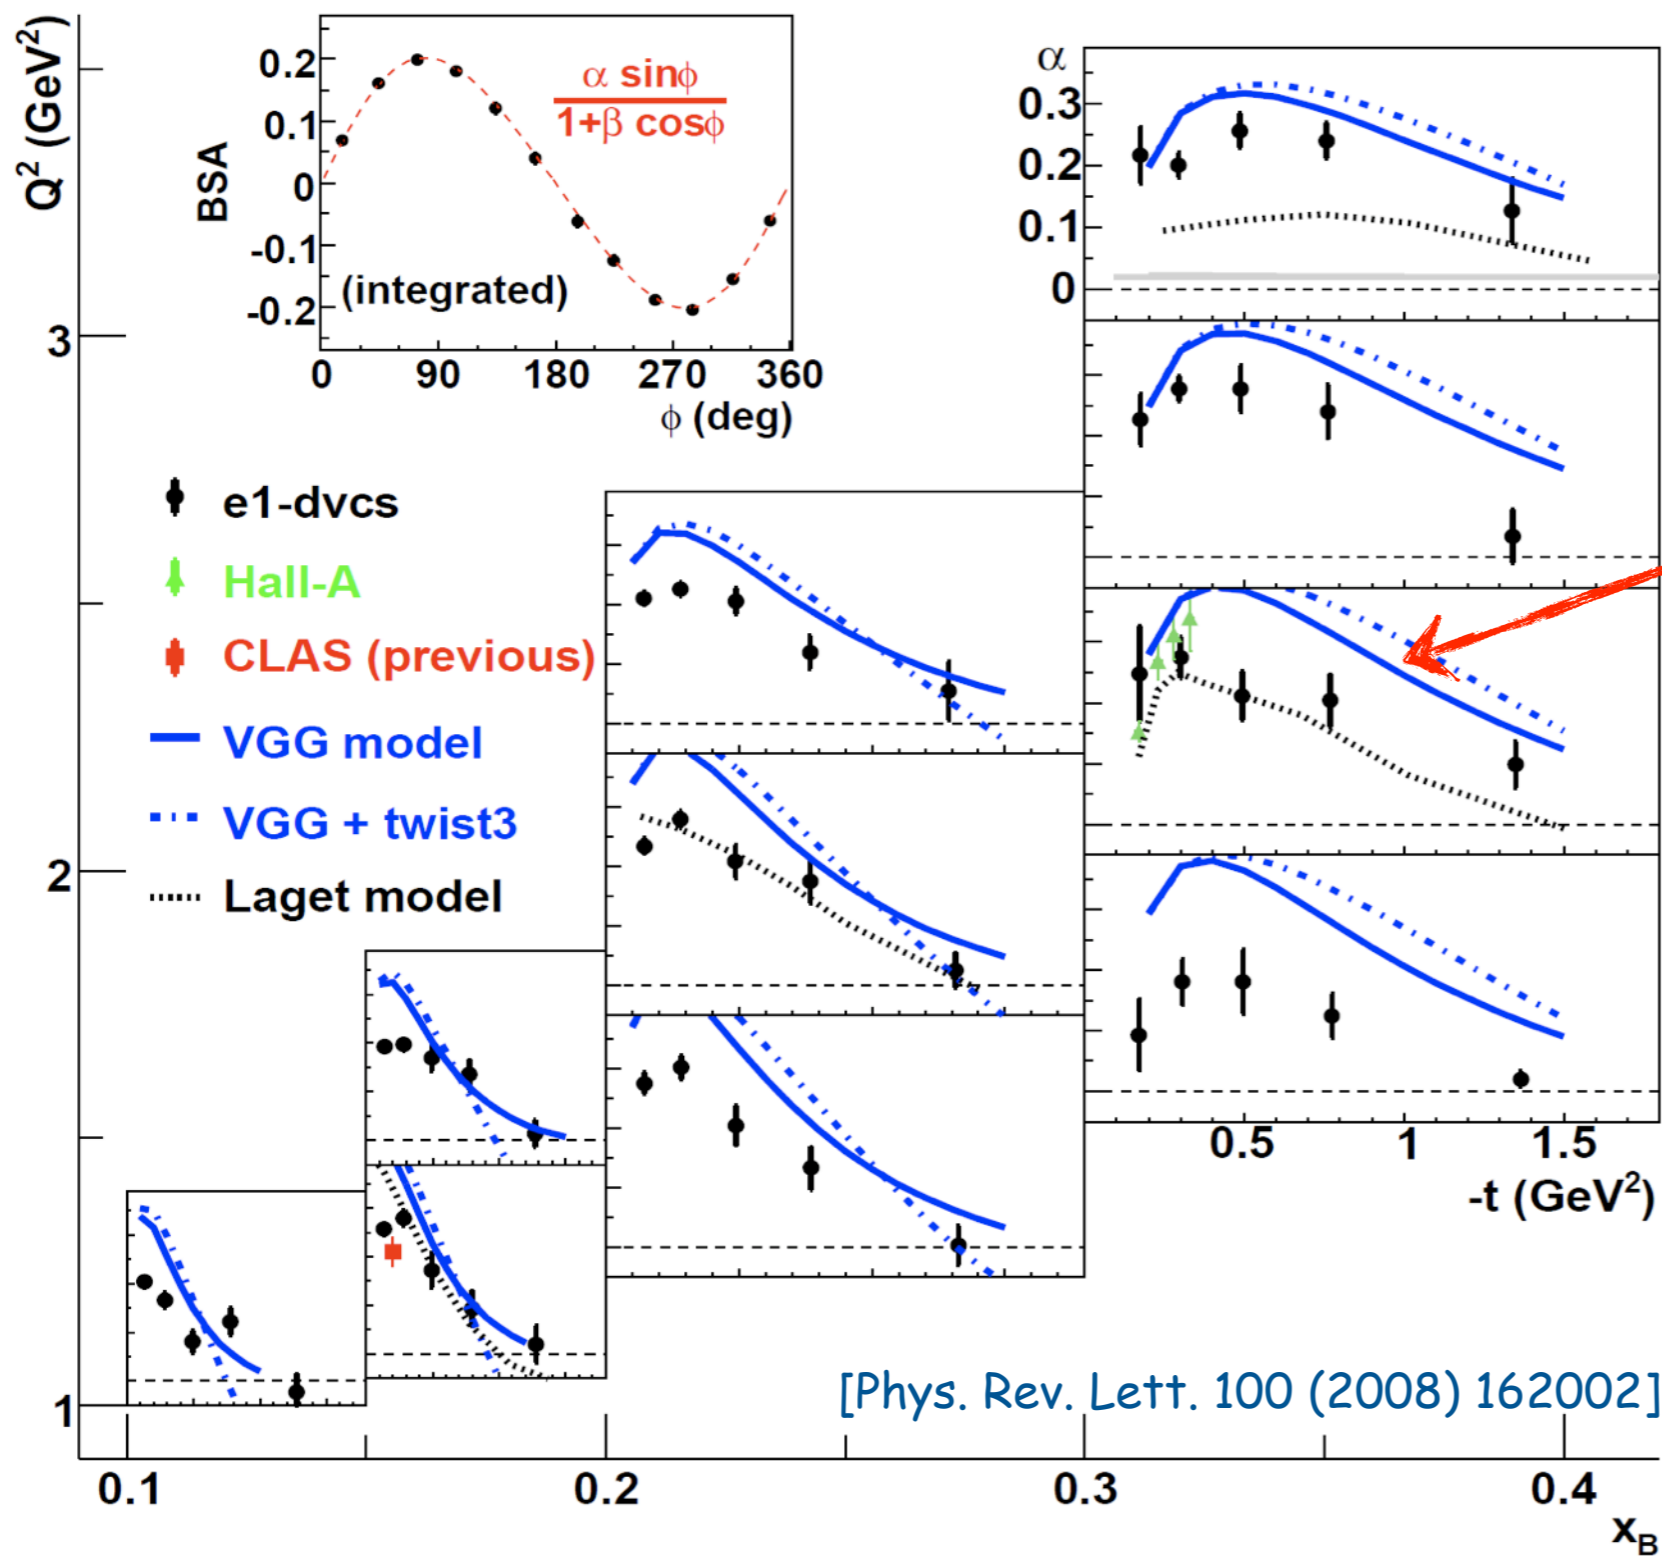 Q² (GeV²)
3
2
1
0.1
0.2
0.3
0.4
x_B
BSA
0.2
0.1
0
-0.1
-0.2
α sinϕ
1+β cosϕ
(integrated)
0 90 180 270 360
ϕ (deg)
e1-dvcs
Hall-A
CLAS (previous)
VGG model
VGG + twist3
Laget model
α
0.3
0.2
0.1
0
0.5 1 1.5
-t (GeV²)
[Phys. Rev. Lett. 100 (2008) 162002]